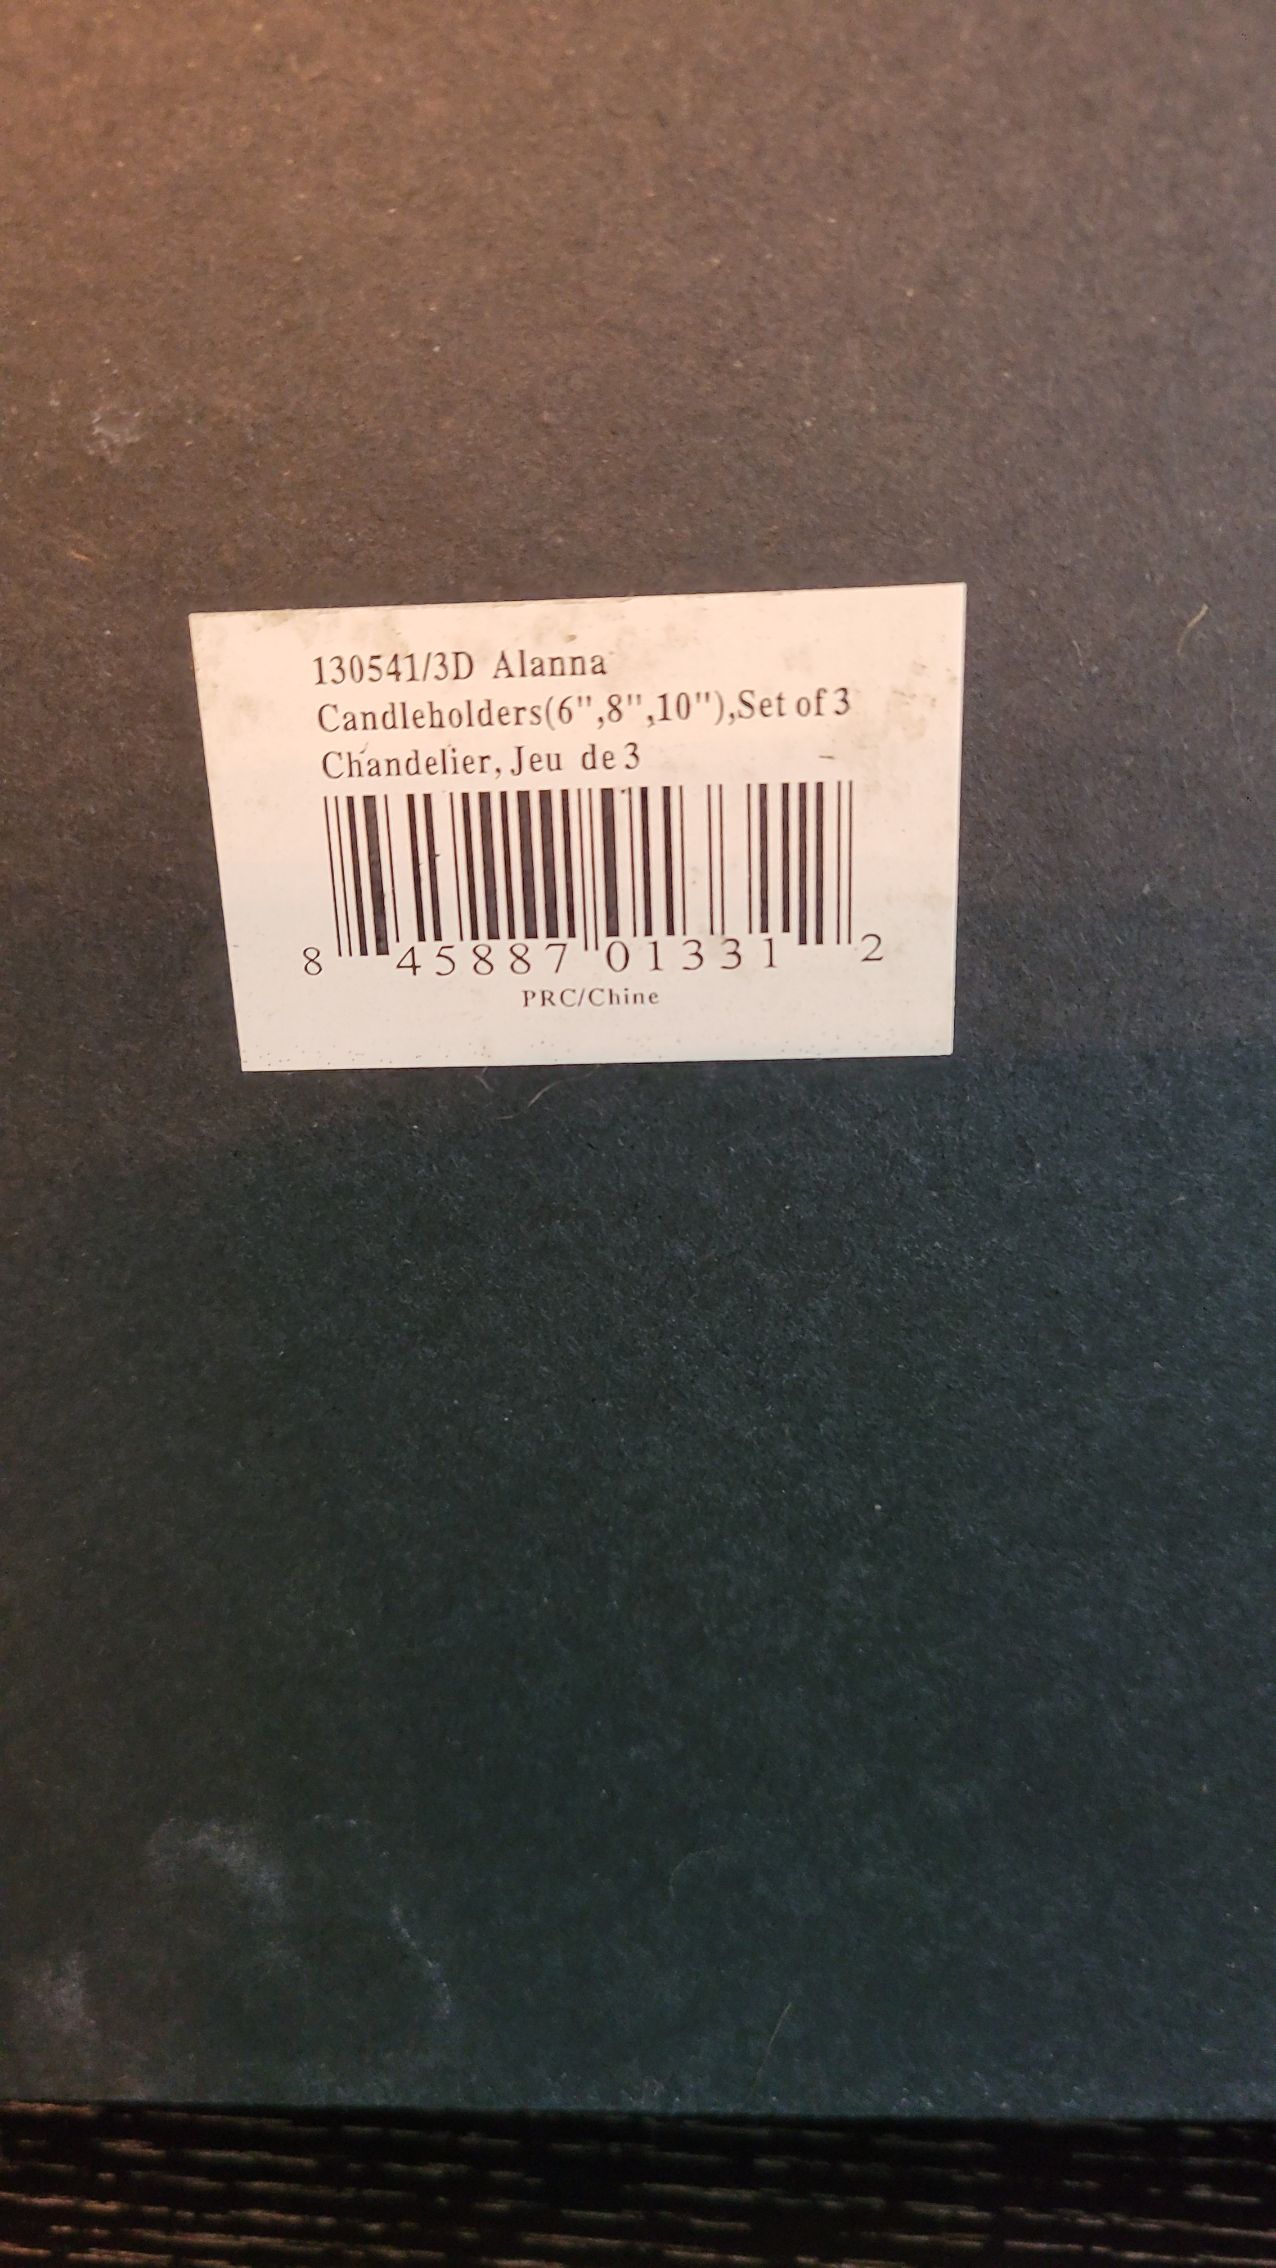 130541/3D Alanna
Candleholders(6",8",10"),Set of 3
Chandelier, Jeu de 3
8 45887 01331 2
PRC/Chine